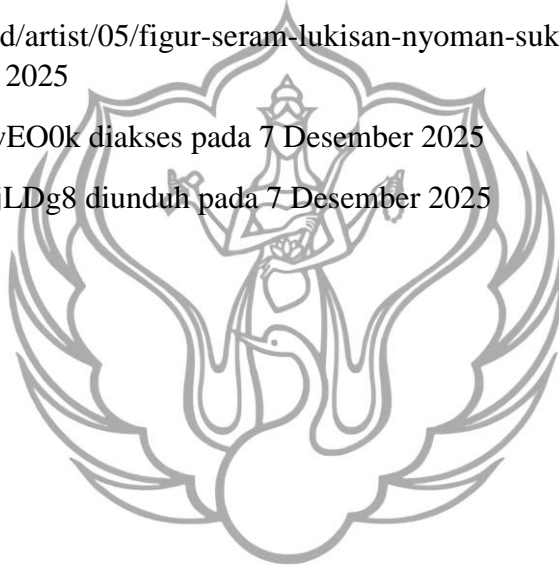 d/artist/05/figur-seram-lukisan-nyoman-suk
2025
yEO0k diakses pada 7 Desember 2025
jLDg8 diunduh pada 7 Desember 2025